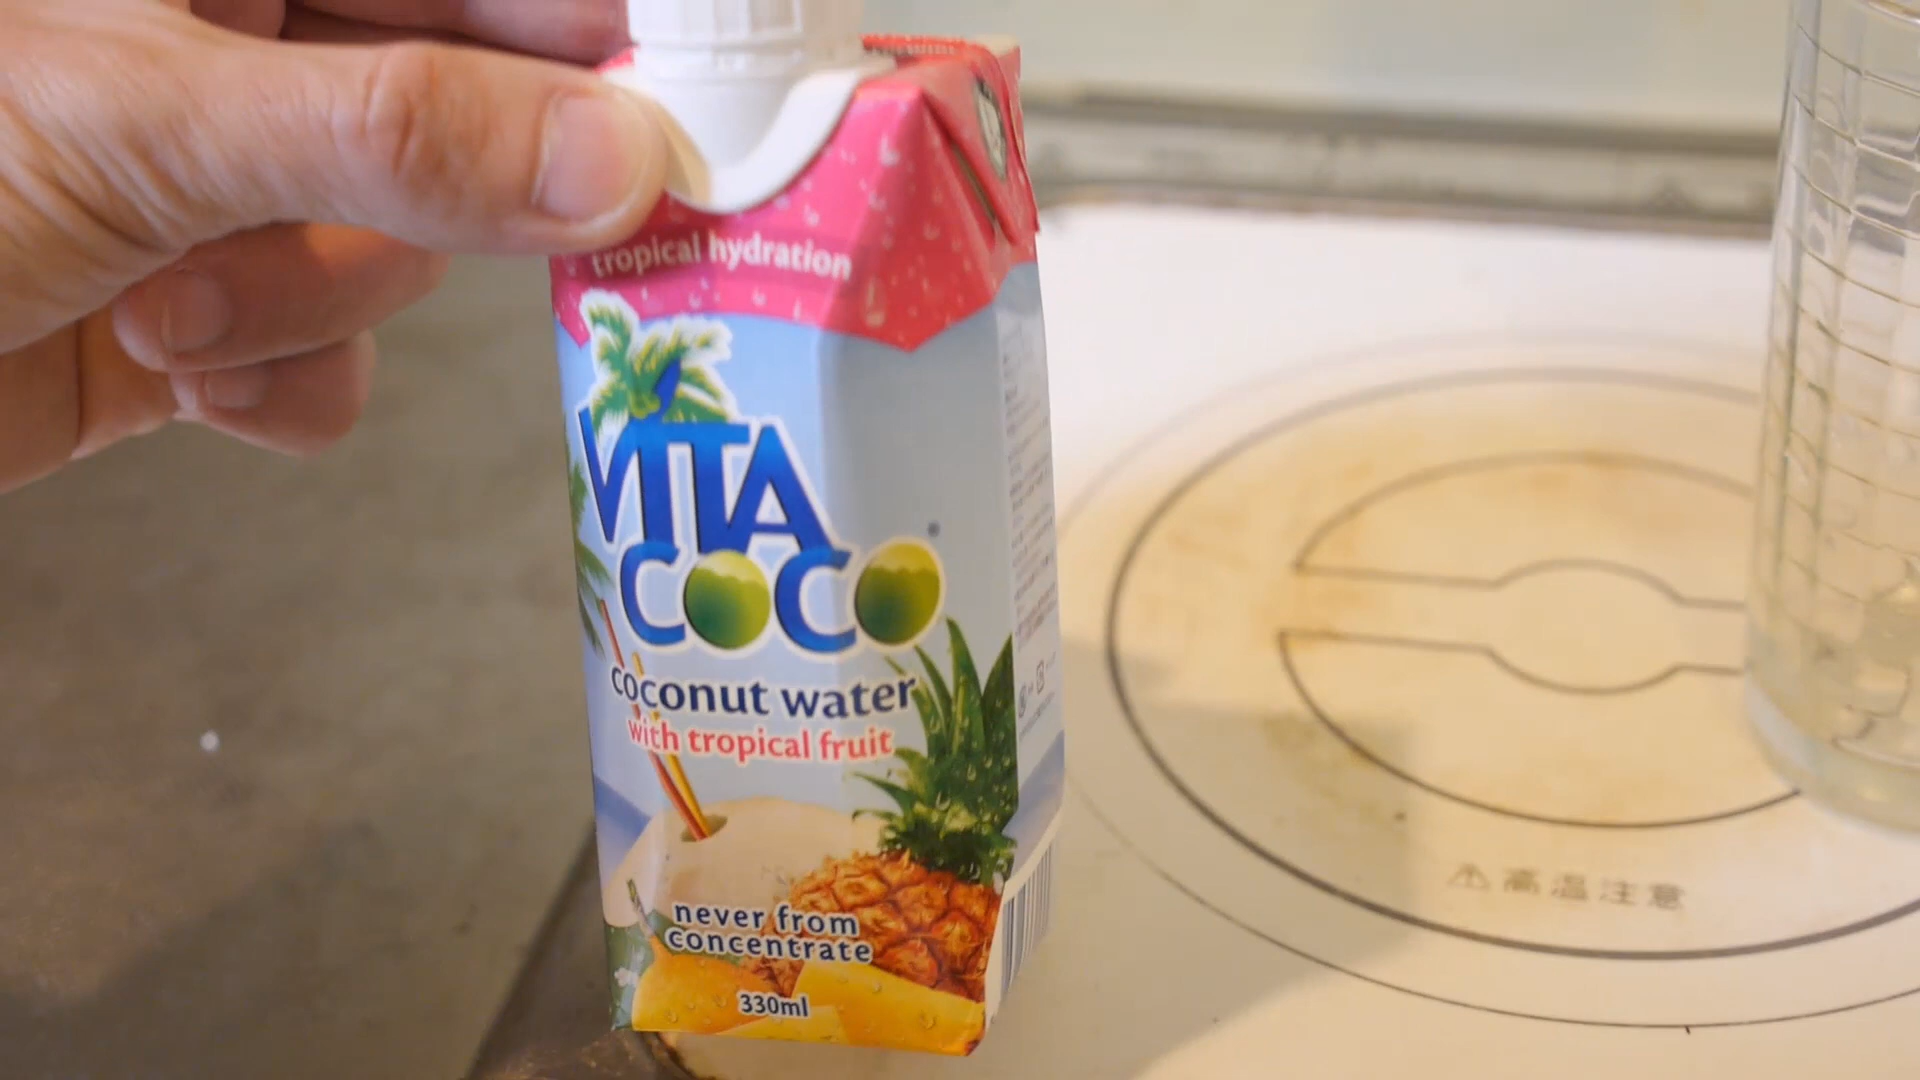 tropical hydration
VITA
COCO
coconut water
with tropical fruit
never from
concentrate
330ml
高温注意